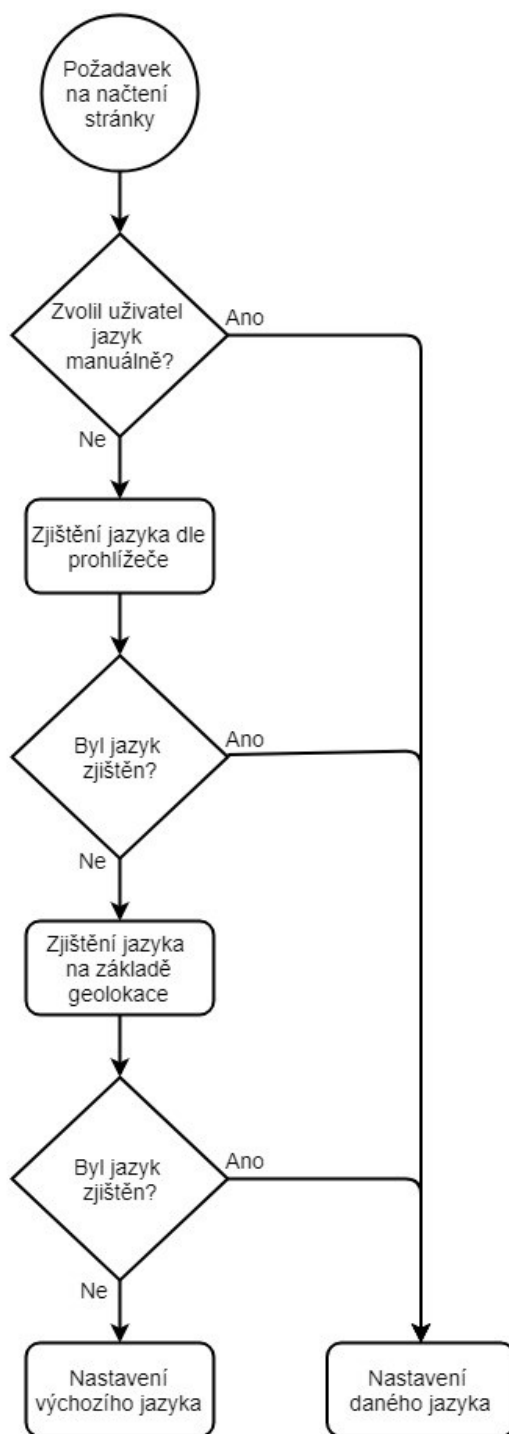 Požadavek
na načtení
stránky
Zvolil uživatel
jazyk
manuálně?
Ano
Ne
Zjištění jazyka dle
prohlížeče
Byl jazyk
zjištěn?
Ano
Ne
Zjištění jazyka
na základě
geolokace
Byl jazyk
zjištěn?
Ano
Ne
Nastavení
výchozího jazyka
Nastavení
daného jazyka